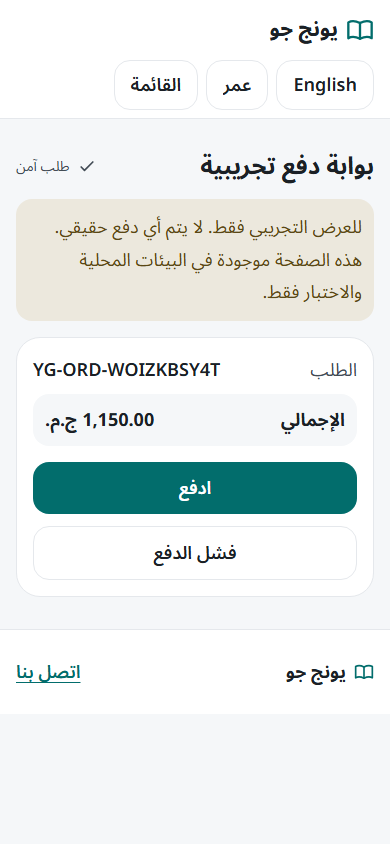 يونج جو
English
عمر
القائمة
بوابة دفع تجريبية
طلب آمن
للعرض التجريبي فقط. لا يتم أي دفع حقيقي.
هذه الصفحة موجودة في البيئات المحلية
والاختبار فقط.
الطلب YG-ORD-WOIZKBSY4T
الإجمالي 1,150.00 ج.م.
ادفع
فشل الدفع
يونج جو
اتصل بنا